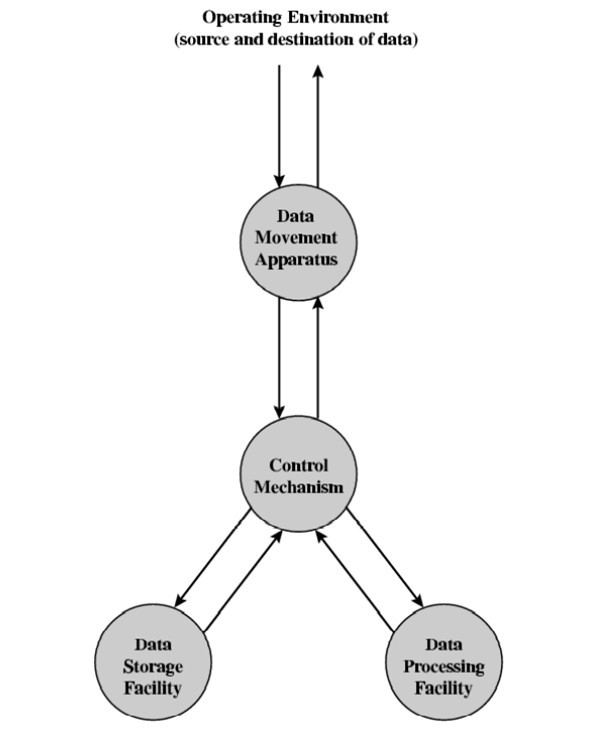 Operating Environment
(source and destination of data)
Data
Movement
Apparatus
Control
Mechanism
Data
Storage
Facility
Data
Processing
Facility